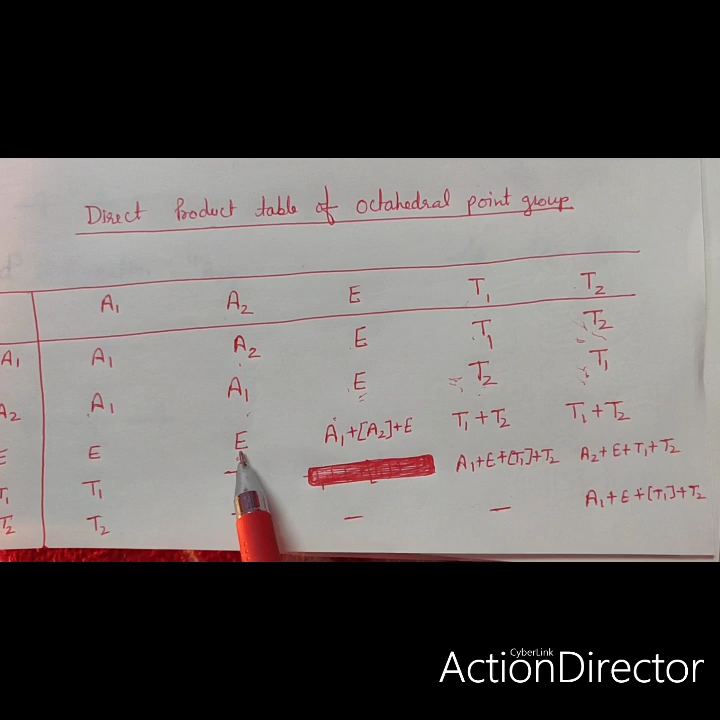 Direct Product table of octahedral point group
A₁ A₂ E T₁ T₂
A₁ A₁ A₂ E T₁ T₂
A₂ A₁ A₁ E T₂ T₁
E E E A₁+[A₂]+E T₁+T₂ T₁+T₂
T₁ T₁ – A₁+E+[T₁]+T₂ A₂+E+T₁+T₂
T₂ T₂ – – – A₁+E+[T₁]+T₂
CyberLink
ActionDirector